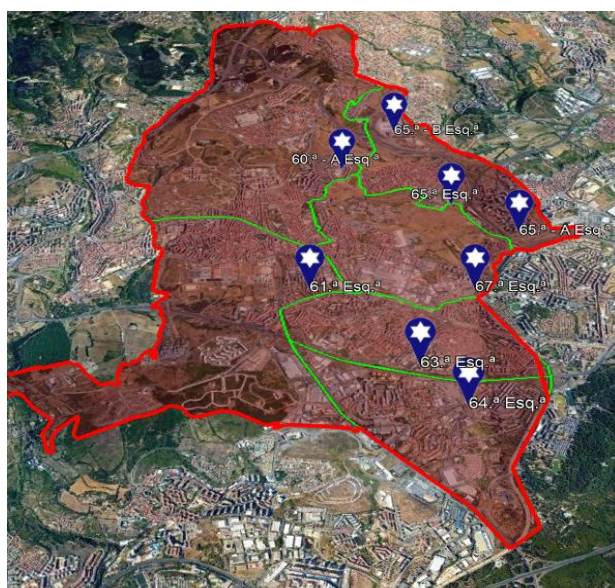 65.ª - B Esq.ª
60.ª - A Esq.ª
65.ª Esq.ª
65.ª - A Esq
61.ª Esq.ª
67.ª Esq.ª
63.ª Esq.ª
64.ª Esq.ª